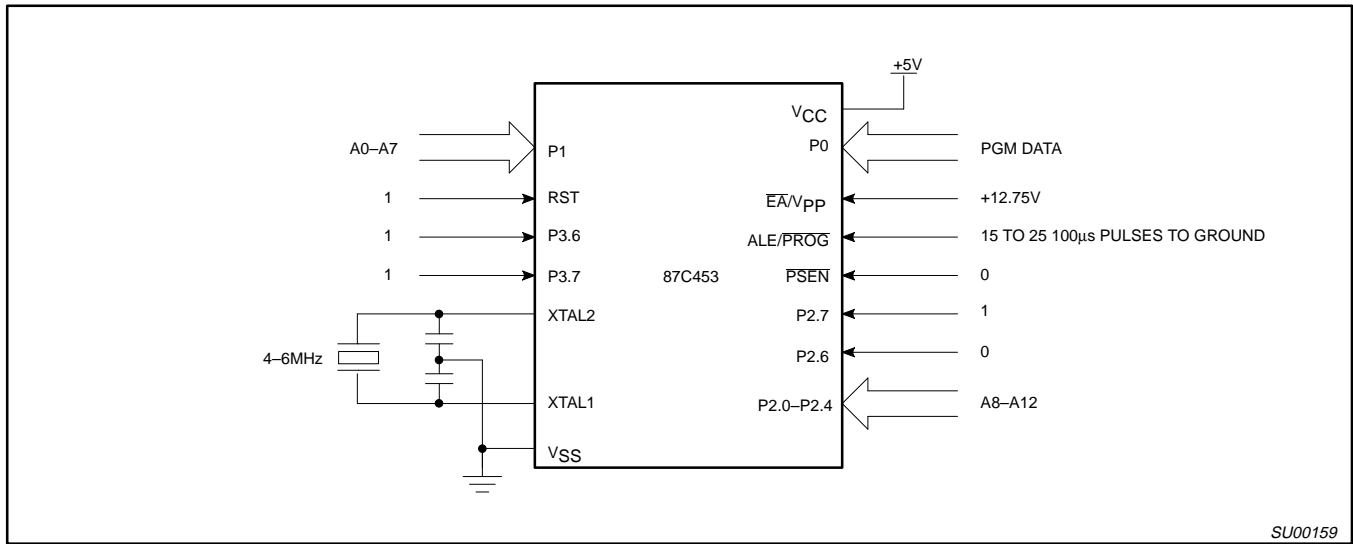 +5V
VCC
A0–A7
P1
P0
PGM DATA
1
RST
EA/VPP
+12.75V
1
P3.6
ALE/PROG
15 TO 25 100μs PULSES TO GROUND
1
P3.7
87C453
PSEN
0
XTAL2
P2.7
1
4–6MHz
P2.6
0
XTAL1
P2.0–P2.4
A8–A12
VSS
SU00159